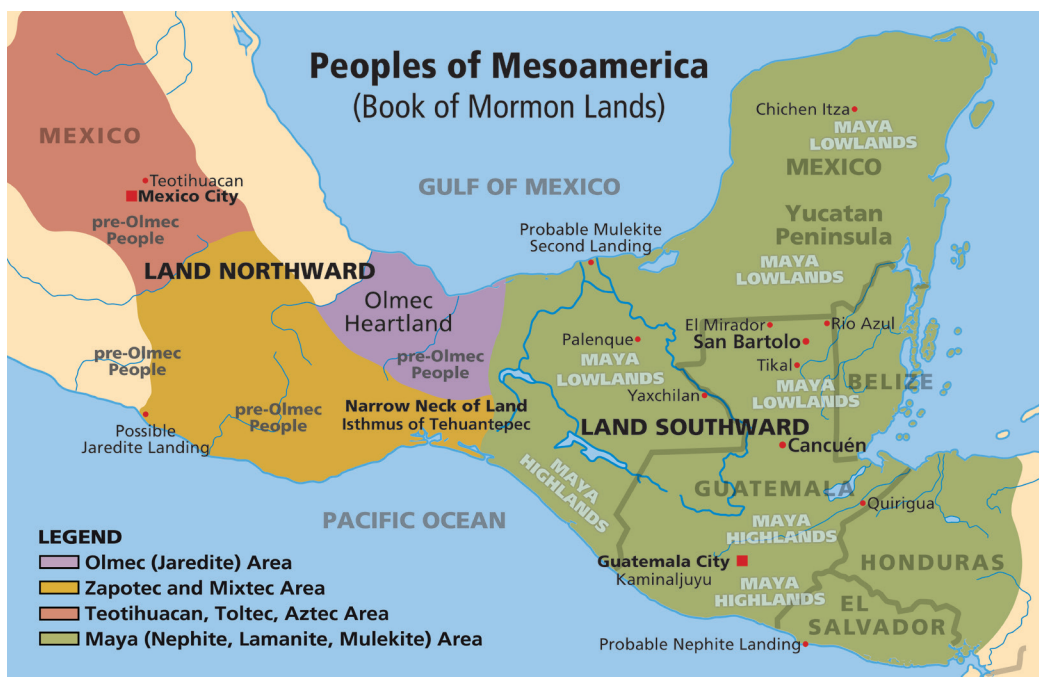 Peoples of Mesoamerica
(Book of Mormon Lands)
Chichen Itza
MAYA
LOWLANDS
MEXICO
MEXICO
Teotihuacan
Mexico City
GULF OF MEXICO
pre-Olmec
People
Yucatan
Peninsula
Probable Mulekite
Second Landing
LAND NORTHWARD
MAYA
LOWLANDS
Olmec
Heartland
El Mirador
Rio Azul
San Bartolo
Palenque
pre-Olmec
People
pre-Olmec
People
MAYA
LOWLANDS
Tikal
BELIZE
MAYA
LOWLANDS
Yaxchilan
pre-Olmec
People
Narrow Neck of Land
Isthmus of Tehuantepec
Possible
Jaredite Landing
LAND SOUTHWARD
Cancuén
MAYA
HIGHLANDS
GUATEMALA
Quirigua
PACIFIC OCEAN
MAYA
HIGHLANDS
HONDURAS
Guatemala City
Kaminaljuyu
MAYA
HIGHLANDS
EL
SALVADOR
Probable Nephite Landing
LEGEND
Olmec (Jaredite) Area
Zapotec and Mixtec Area
Teotihuacan, Toltec, Aztec Area
Maya (Nephite, Lamanite, Mulekite) Area